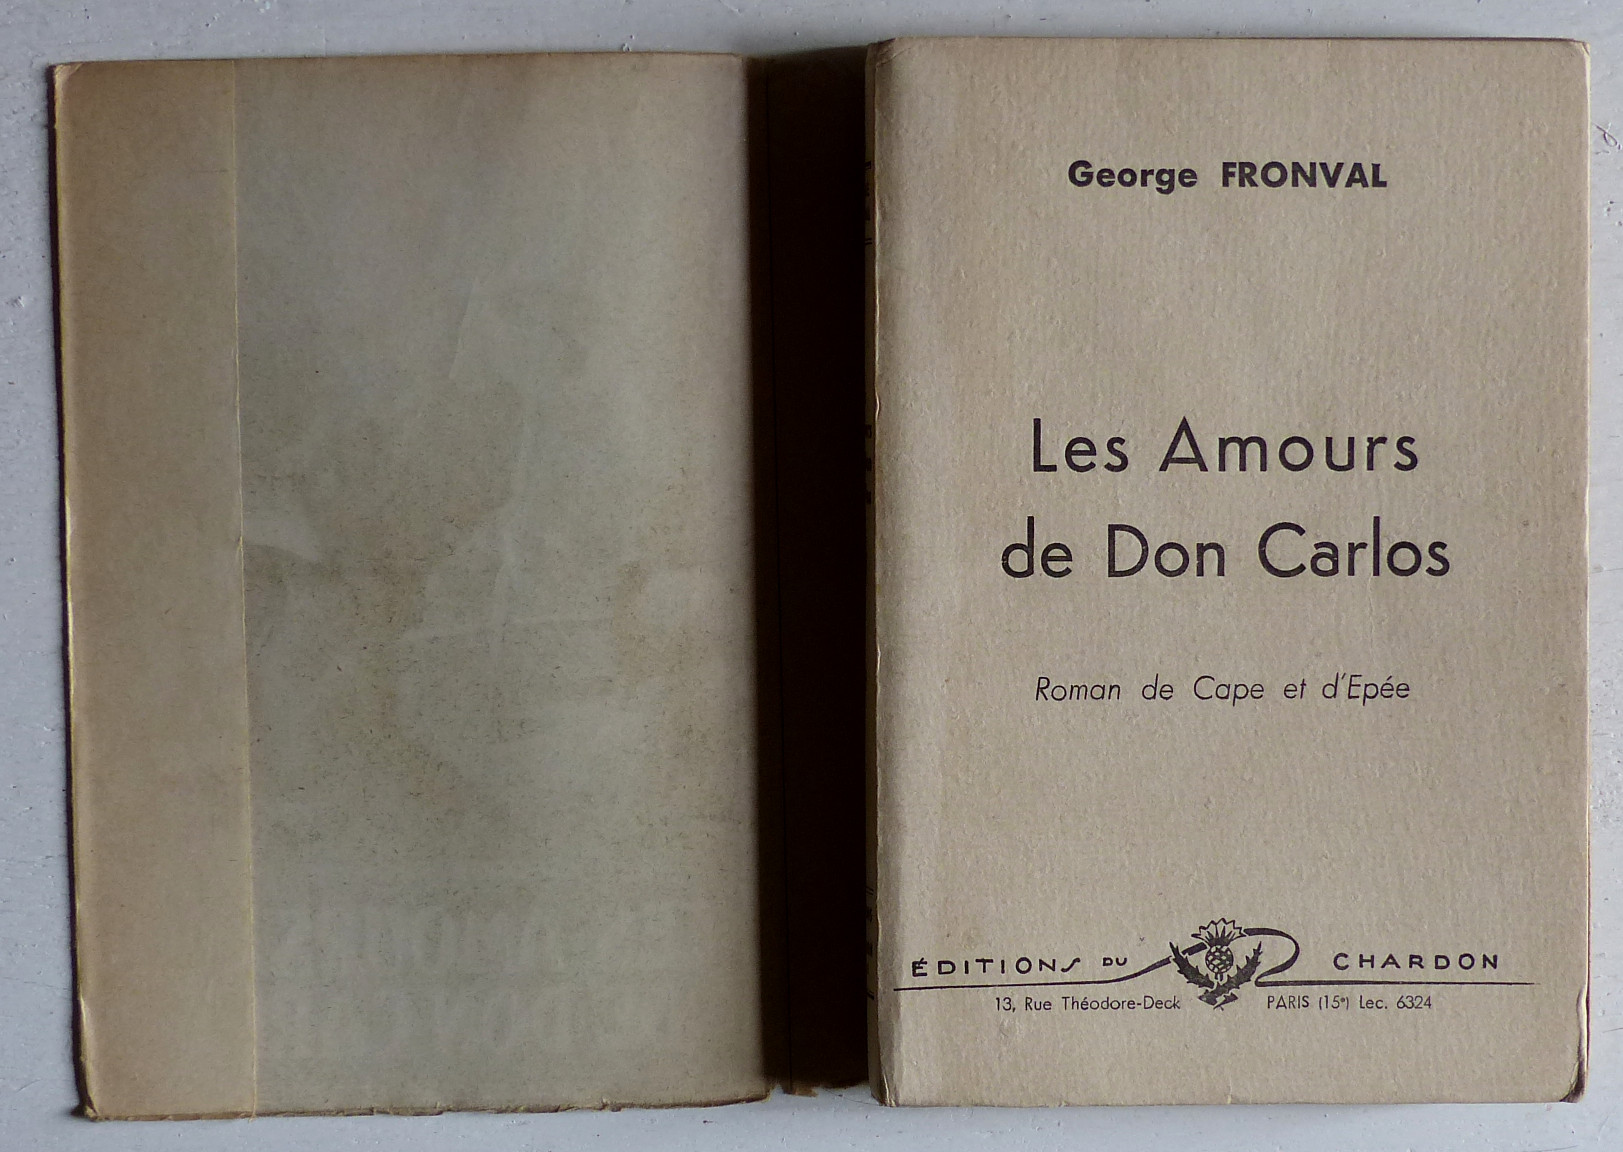 George FRONVAL
Les Amours
de Don Carlos
Roman de Cape et d'Epée
ÉDITIONS DU CHARDON
13, Rue Théodore-Deck PARIS (15e) Lec. 6324